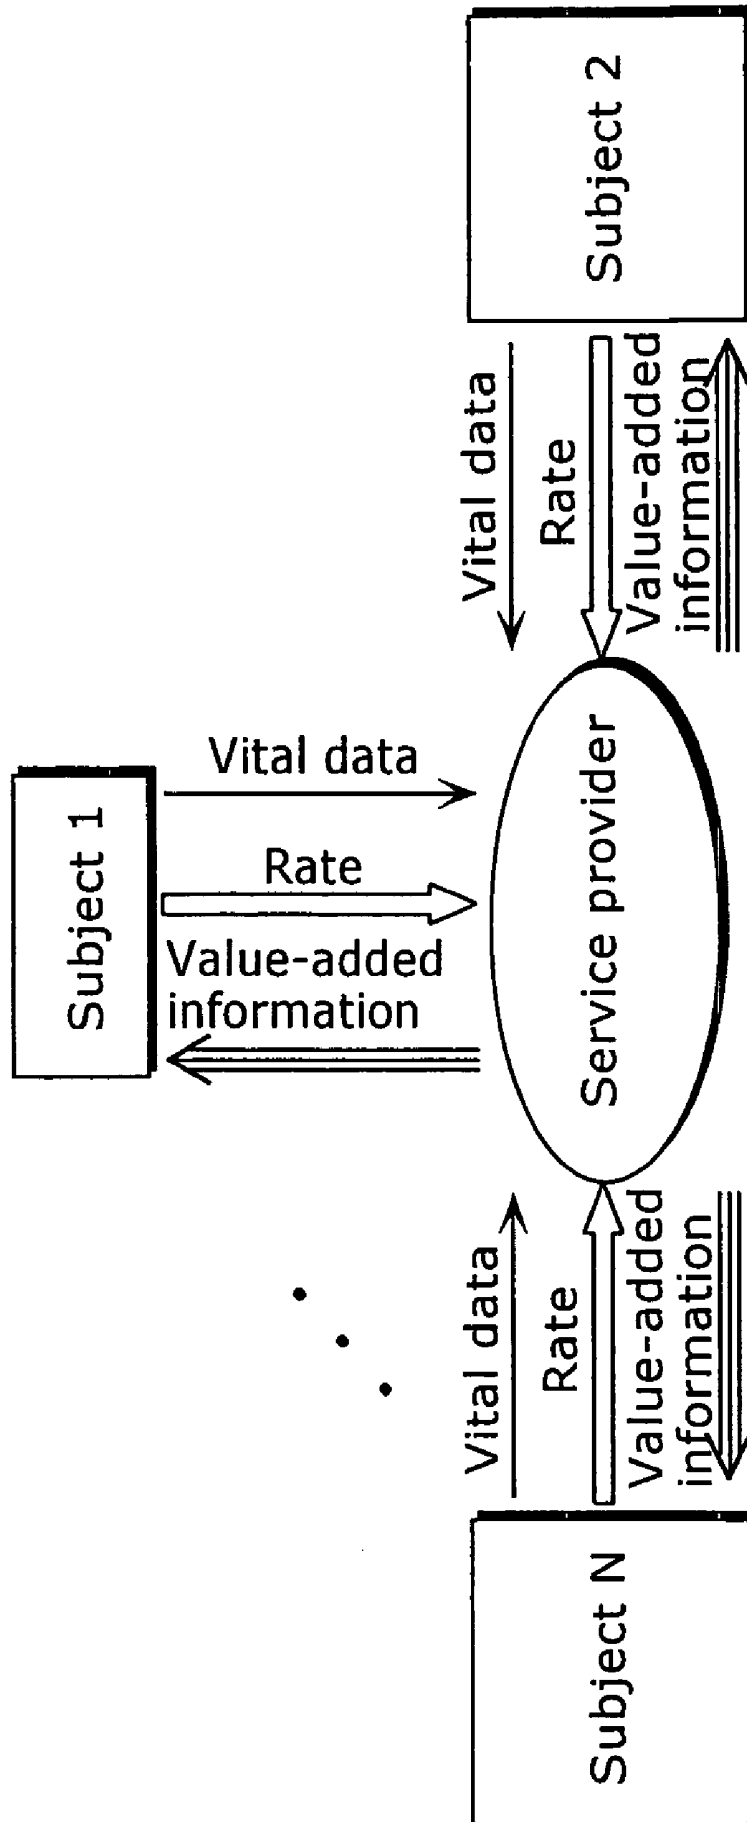 Subject 1
Vital data
Rate
Value-added
information
Subject 2
Vital data
Rate
Value-added
information
Service provider
Vital data
Rate
Value-added
information
Subject N